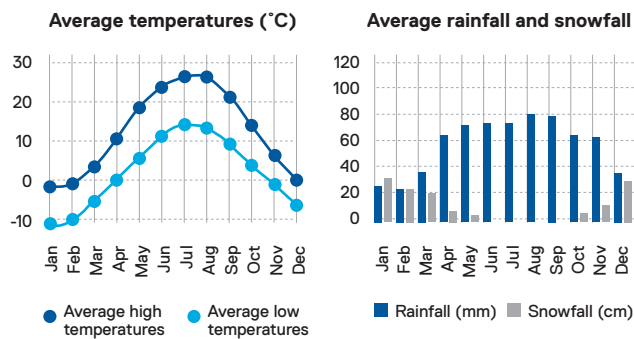 Average temperatures (˚C)
30
20
10
0
-10
Jan
Feb
Mar
Apr
May
Jun
Jul
Aug
Sep
Oct
Nov
Dec
Average high temperatures
Average low temperatures
Average rainfall and snowfall
120
100
80
60
40
20
0
Jan
Feb
Mar
Apr
May
Jun
Jul
Aug
Sep
Oct
Nov
Dec
Rainfall (mm)
Snowfall (cm)